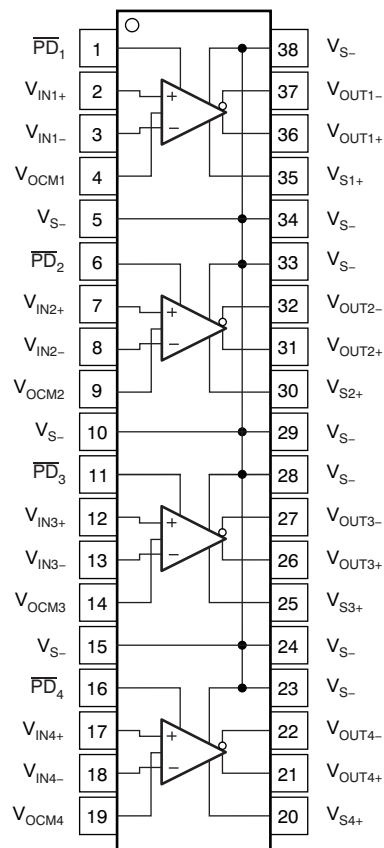 PD1 1 38 VS–
VIN1+ 2 + 37 VOUT1–
VIN1– 3 – 36 VOUT1+
VOCM1 4 35 VS1+
VS– 5 34 VS–
PD2 6 33 VS–
VIN2+ 7 + 32 VOUT2–
VIN2– 8 – 31 VOUT2+
VOCM2 9 30 VS2+
VS– 10 29 VS–
PD3 11 28 VS–
VIN3+ 12 + 27 VOUT3–
VIN3– 13 – 26 VOUT3+
VOCM3 14 25 VS3+
VS– 15 24 VS–
PD4 16 23 VS–
VIN4+ 17 + 22 VOUT4–
VIN4– 18 – 21 VOUT4+
VOCM4 19 20 VS4+